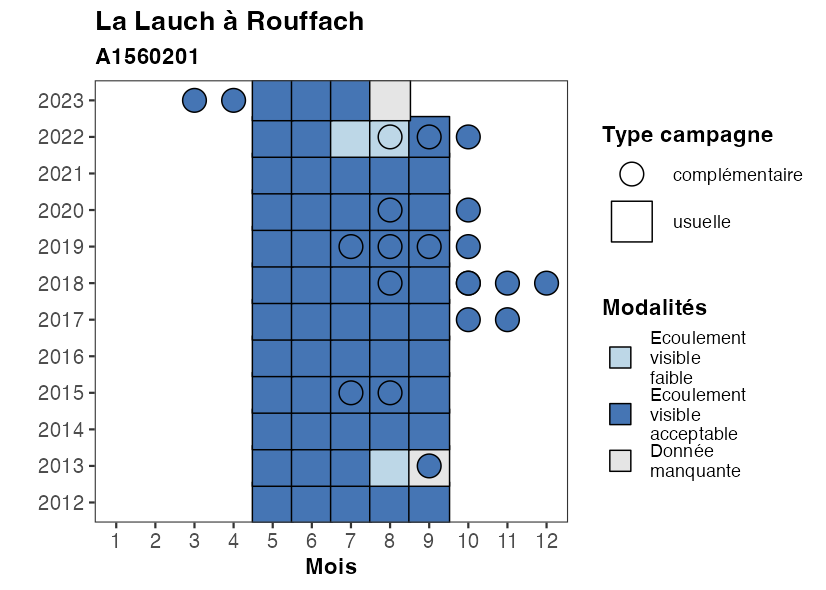 La Lauch à Rouffach
A1560201
2023
2022
2021
2020
2019
2018
2017
2016
2015
2014
2013
2012
1 2 3 4 5 6 7 8 9 10 11 12
Mois
Type campagne
complémentaire
usuelle
Modalités
Ecoulement
visible
faible
Ecoulement
visible
acceptable
Donnée
manquante